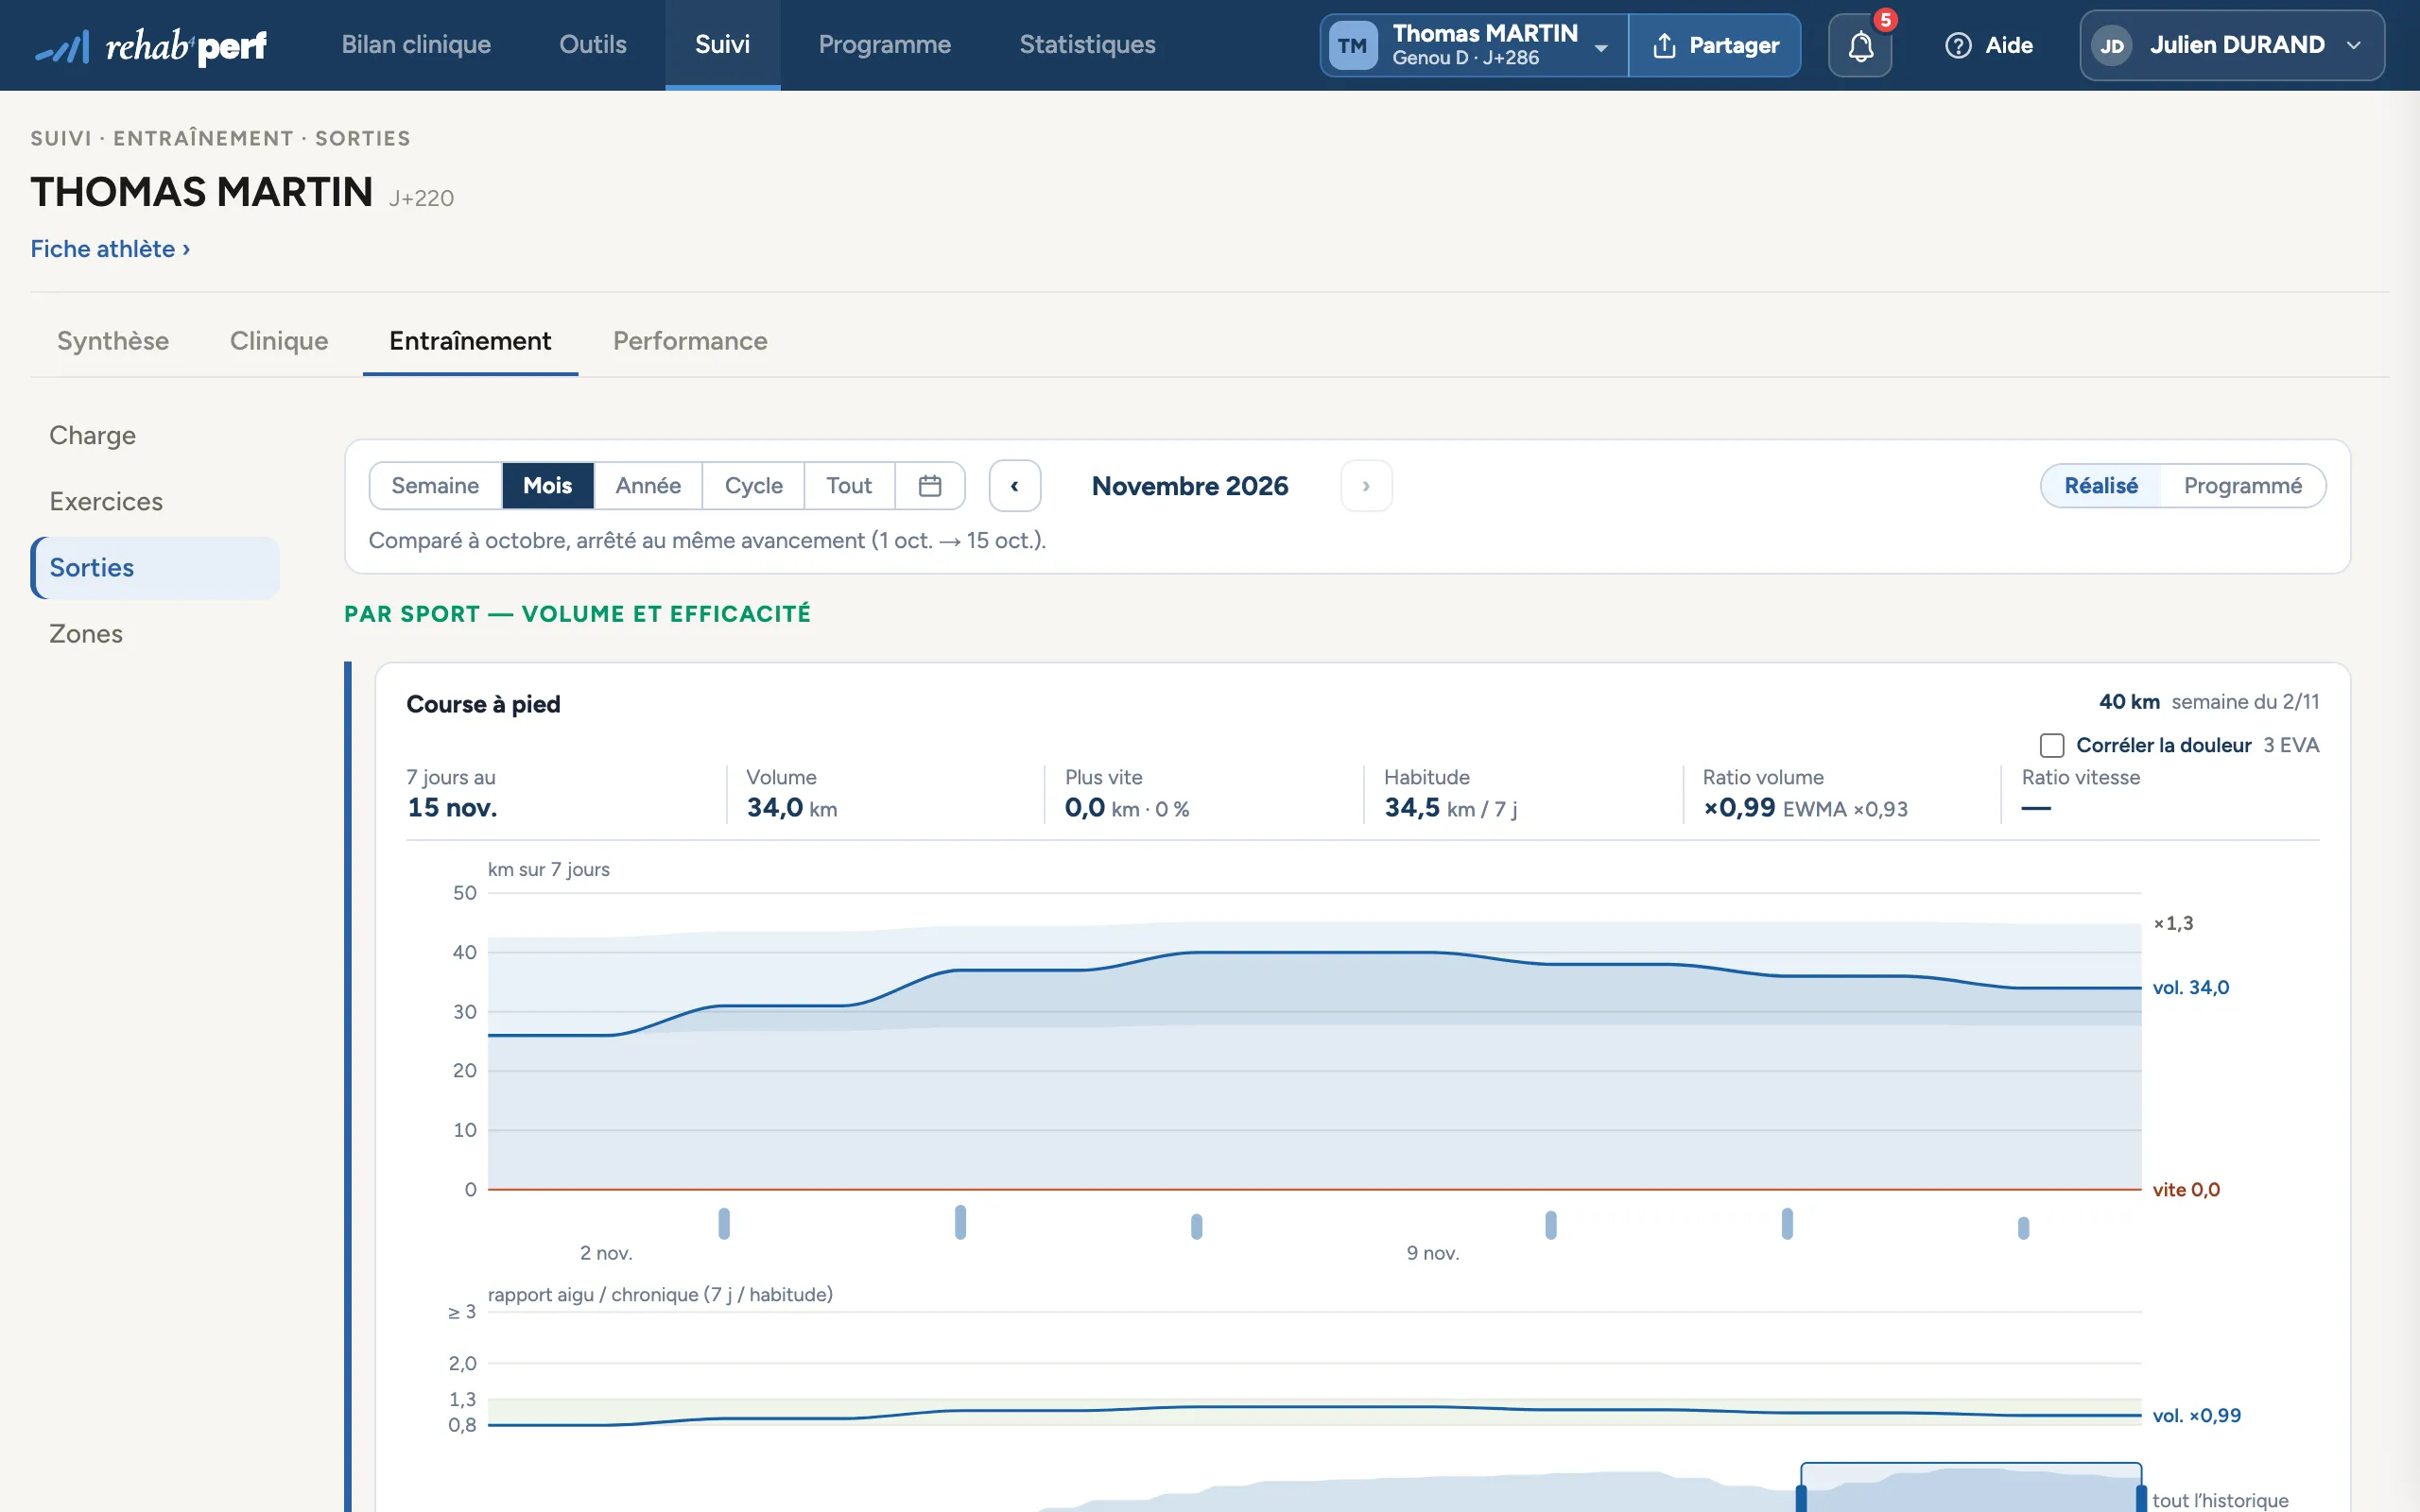 rehab4perf
Bilan clinique
Outils
Suivi
Programme
Statistiques
TM
Thomas MARTIN
Genou D · J+286
Partager
5
Aide
JD
Julien DURAND
SUIVI · ENTRAÎNEMENT · SORTIES
THOMAS MARTIN J+220
Fiche athlète ›
Synthèse
Clinique
Entraînement
Performance
Charge
Exercices
Sorties
Zones
Semaine
Mois
Année
Cycle
Tout
‹
Novembre 2026
›
Réalisé
Programmé
Comparé à octobre, arrêté au même avancement (1 oct. → 15 oct.).
PAR SPORT — VOLUME ET EFFICACITÉ
Course à pied
40 km semaine du 2/11
Corréler la douleur 3 EVA
7 jours au
15 nov.
Volume
34,0 km
Plus vite
0,0 km · 0 %
Habitude
34,5 km / 7 j
Ratio volume
×0,99 EWMA ×0,93
Ratio vitesse
—
km sur 7 jours
50
40
30
20
10
0
×1,3
vol. 34,0
vite 0,0
2 nov.
9 nov.
rapport aigu / chronique (7 j / habitude)
≥ 3
2,0
1,3
0,8
vol. ×0,99
tout l'historique